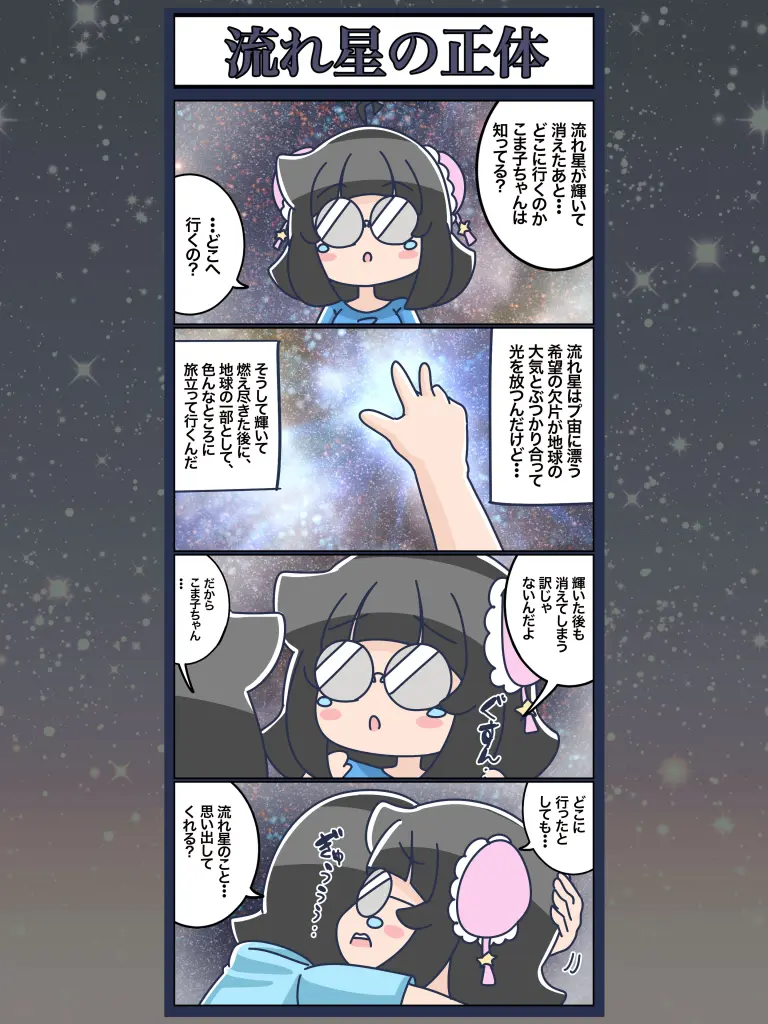 流れ星の正体
流れ星が輝いて
消えたあと…
どこに行くのか
こま子ちゃんは
知ってる？
…どこへ
行くの？
流れ星は宇宙に漂う
希望の欠片が地球の
大気とぶつかり合って
光を放つんだけど…
そうして輝いて
燃え尽きた後に、
地球の一部として、
色んなところに
旅立って行くんだ
輝いた後も
消えてしまう
訳じゃ
ないんだよ
だから
こま子ちゃん
…
ぐすん
どこに
行ったと
しても…
ぎゅううぅぅ…
流れ星のこと…
思い出して
くれる？